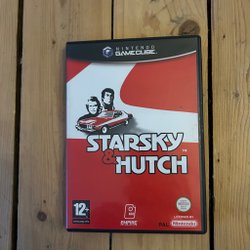 NINTENDO
GAMECUBE
STARSKY
& HUTCH
12+
EMPIRE
PAL
LICENSED BY
Nintendo